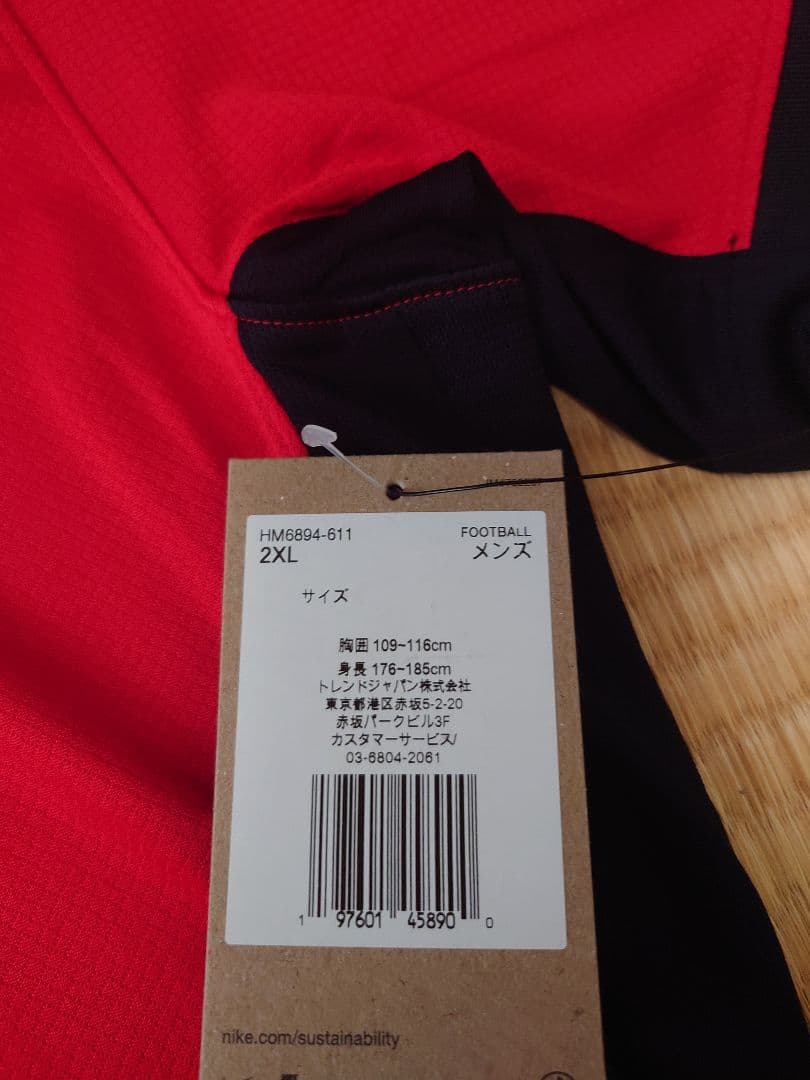 HM6894-611 FOOTBALL
2XL メンズ
サイズ
胸囲 109~116cm
身長 176~185cm
トレンドジャパン株式会社
東京都港区赤坂5-2-20
赤坂パークビル3F
カスタマーサービス/
03-6804-2061
1 97601 45890 0
nike.com/sustainability